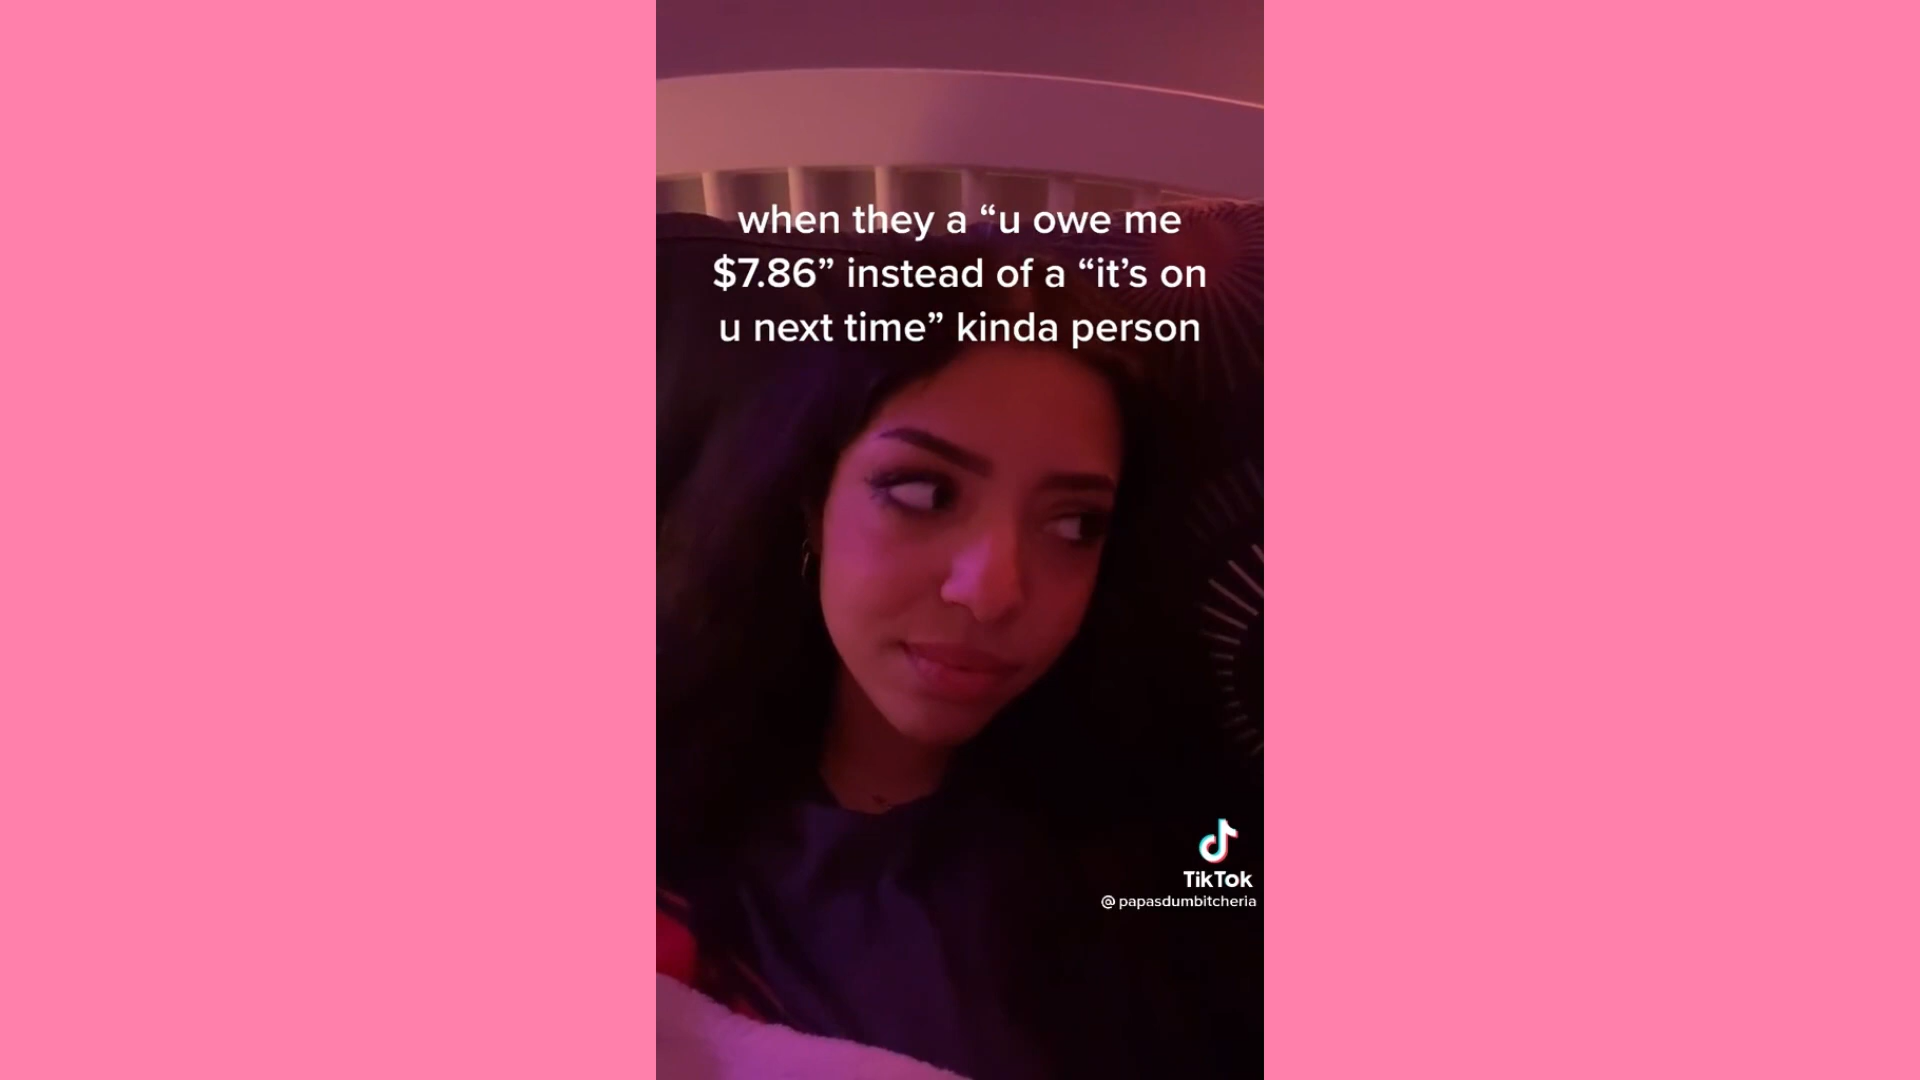 when they a “u owe me
$7.86” instead of a “it’s on
u next time” kinda person
TikTok
@ papasdumbitcheria